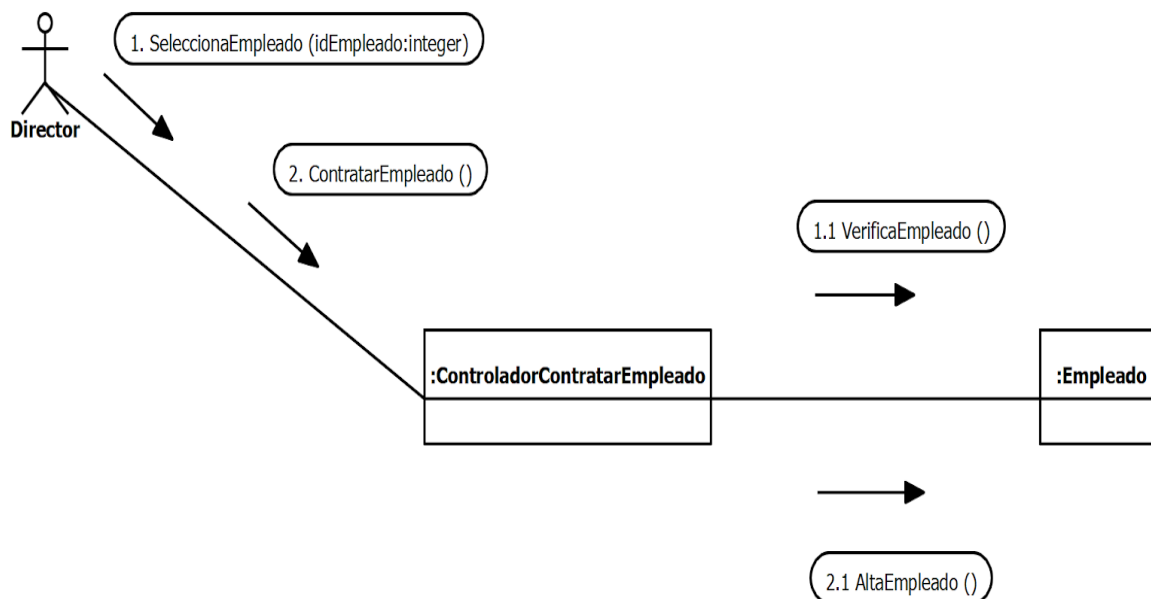 1. SeleccionaEmpleado (idEmpleado:integer)
Director
2. ContratarEmpleado ()
1.1 VerificaEmpleado ()
:ControladorContratarEmpleado
:Empleado
2.1 AltaEmpleado ()